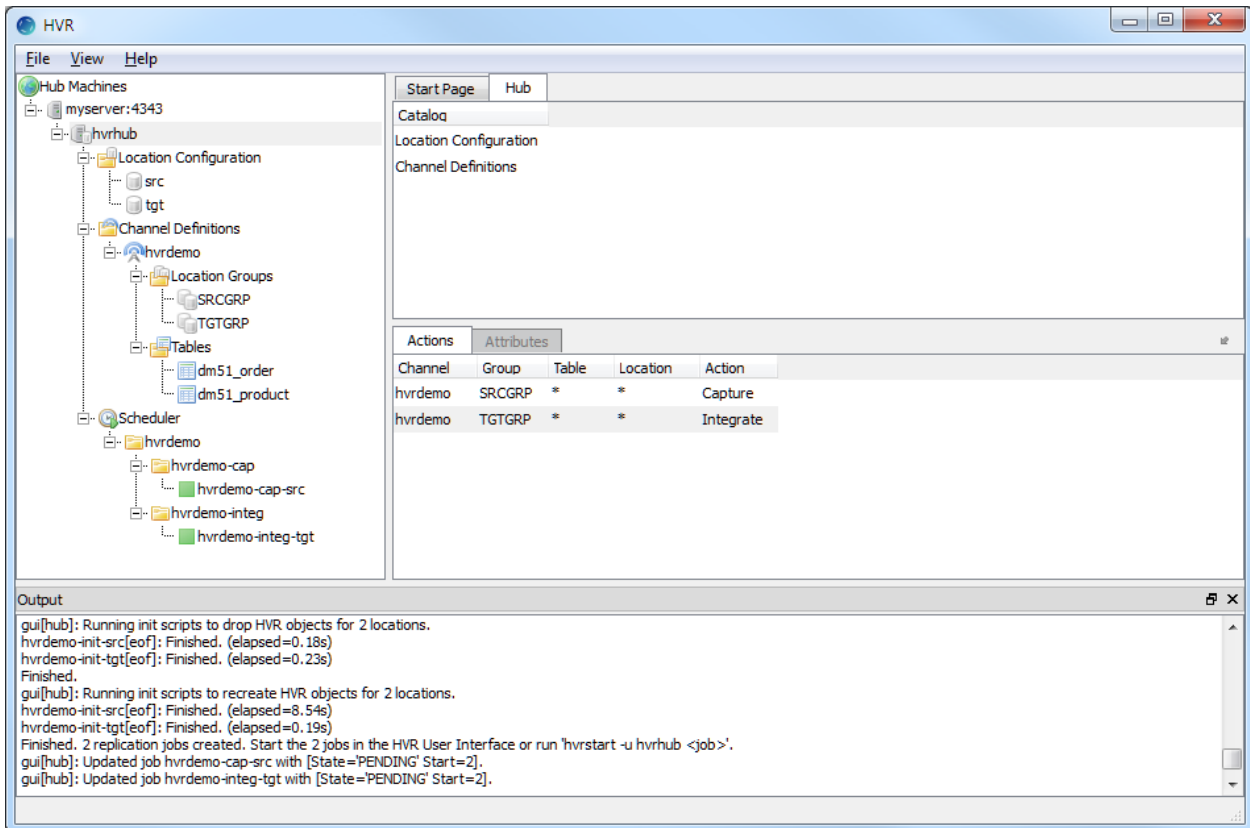 HVR
File View Help
Hub Machines
myserver:4343
hvrhub
Location Configuration
src
tgt
Channel Definitions
hvrdemo
Location Groups
SRCGRP
TGTGRP
Tables
dm51_order
dm51_product
Scheduler
hvrdemo
hvrdemo-cap
hvrdemo-cap-src
hvrdemo-integ
hvrdemo-integ-tgt
Start Page Hub
Catalog
Location Configuration
Channel Definitions
Actions Attributes
Channel Group Table Location Action
hvrdemo SRCGRP * * Capture
hvrdemo TGTGRP * * Integrate
Output
gui[hub]: Running init scripts to drop HVR objects for 2 locations.
hvrdemo-init-src[eof]: Finished. (elapsed=0.18s)
hvrdemo-init-tgt[eof]: Finished. (elapsed=0.23s)
Finished.
gui[hub]: Running init scripts to recreate HVR objects for 2 locations.
hvrdemo-init-src[eof]: Finished. (elapsed=8.54s)
hvrdemo-init-tgt[eof]: Finished. (elapsed=0.19s)
Finished. 2 replication jobs created. Start the 2 jobs in the HVR User Interface or run 'hvrstart -u hvrhub <job>'.
gui[hub]: Updated job hvrdemo-cap-src with [State='PENDING' Start=2].
gui[hub]: Updated job hvrdemo-integ-tgt with [State='PENDING' Start=2].